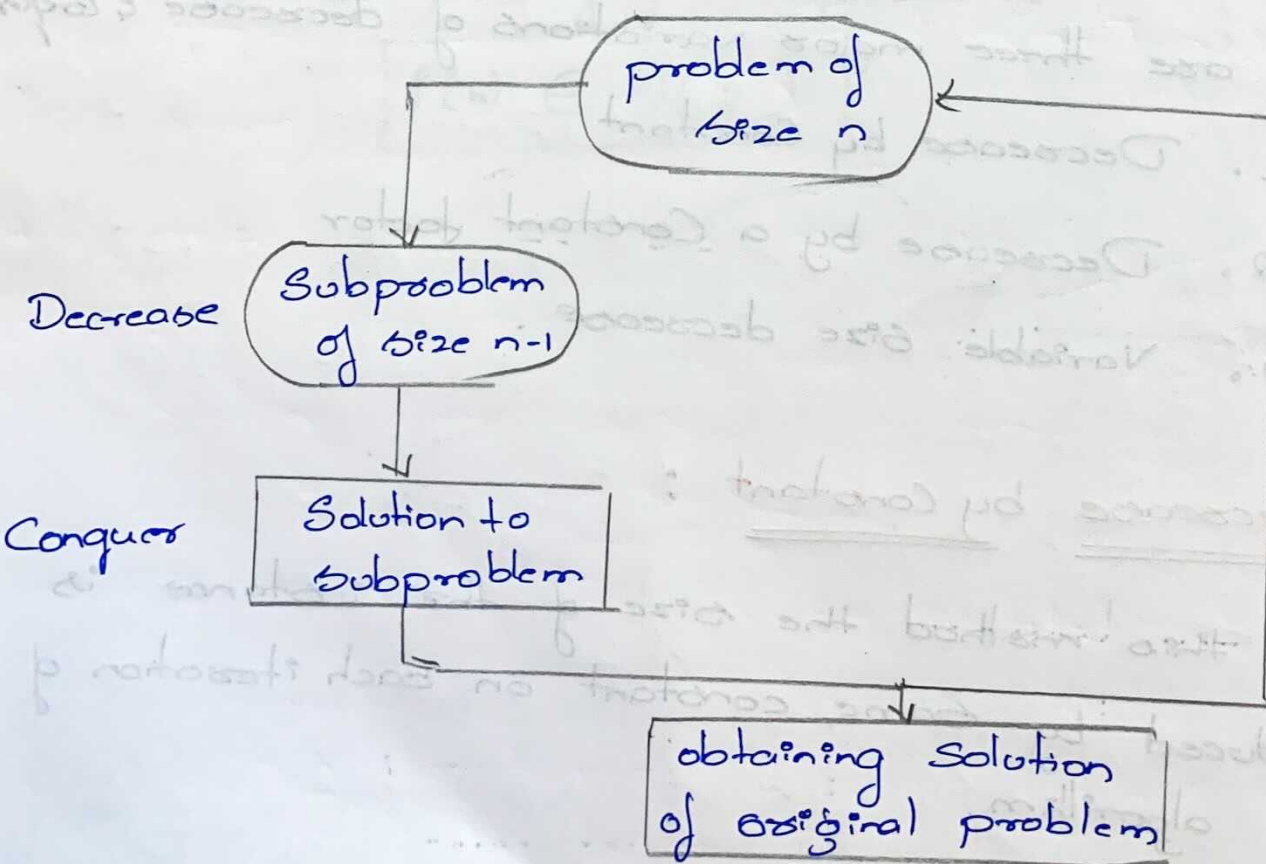 problem of
size n
Decrease
Subproblem
of size n-1
Conquer
Solution to
subproblem
obtaining solution
of original problem